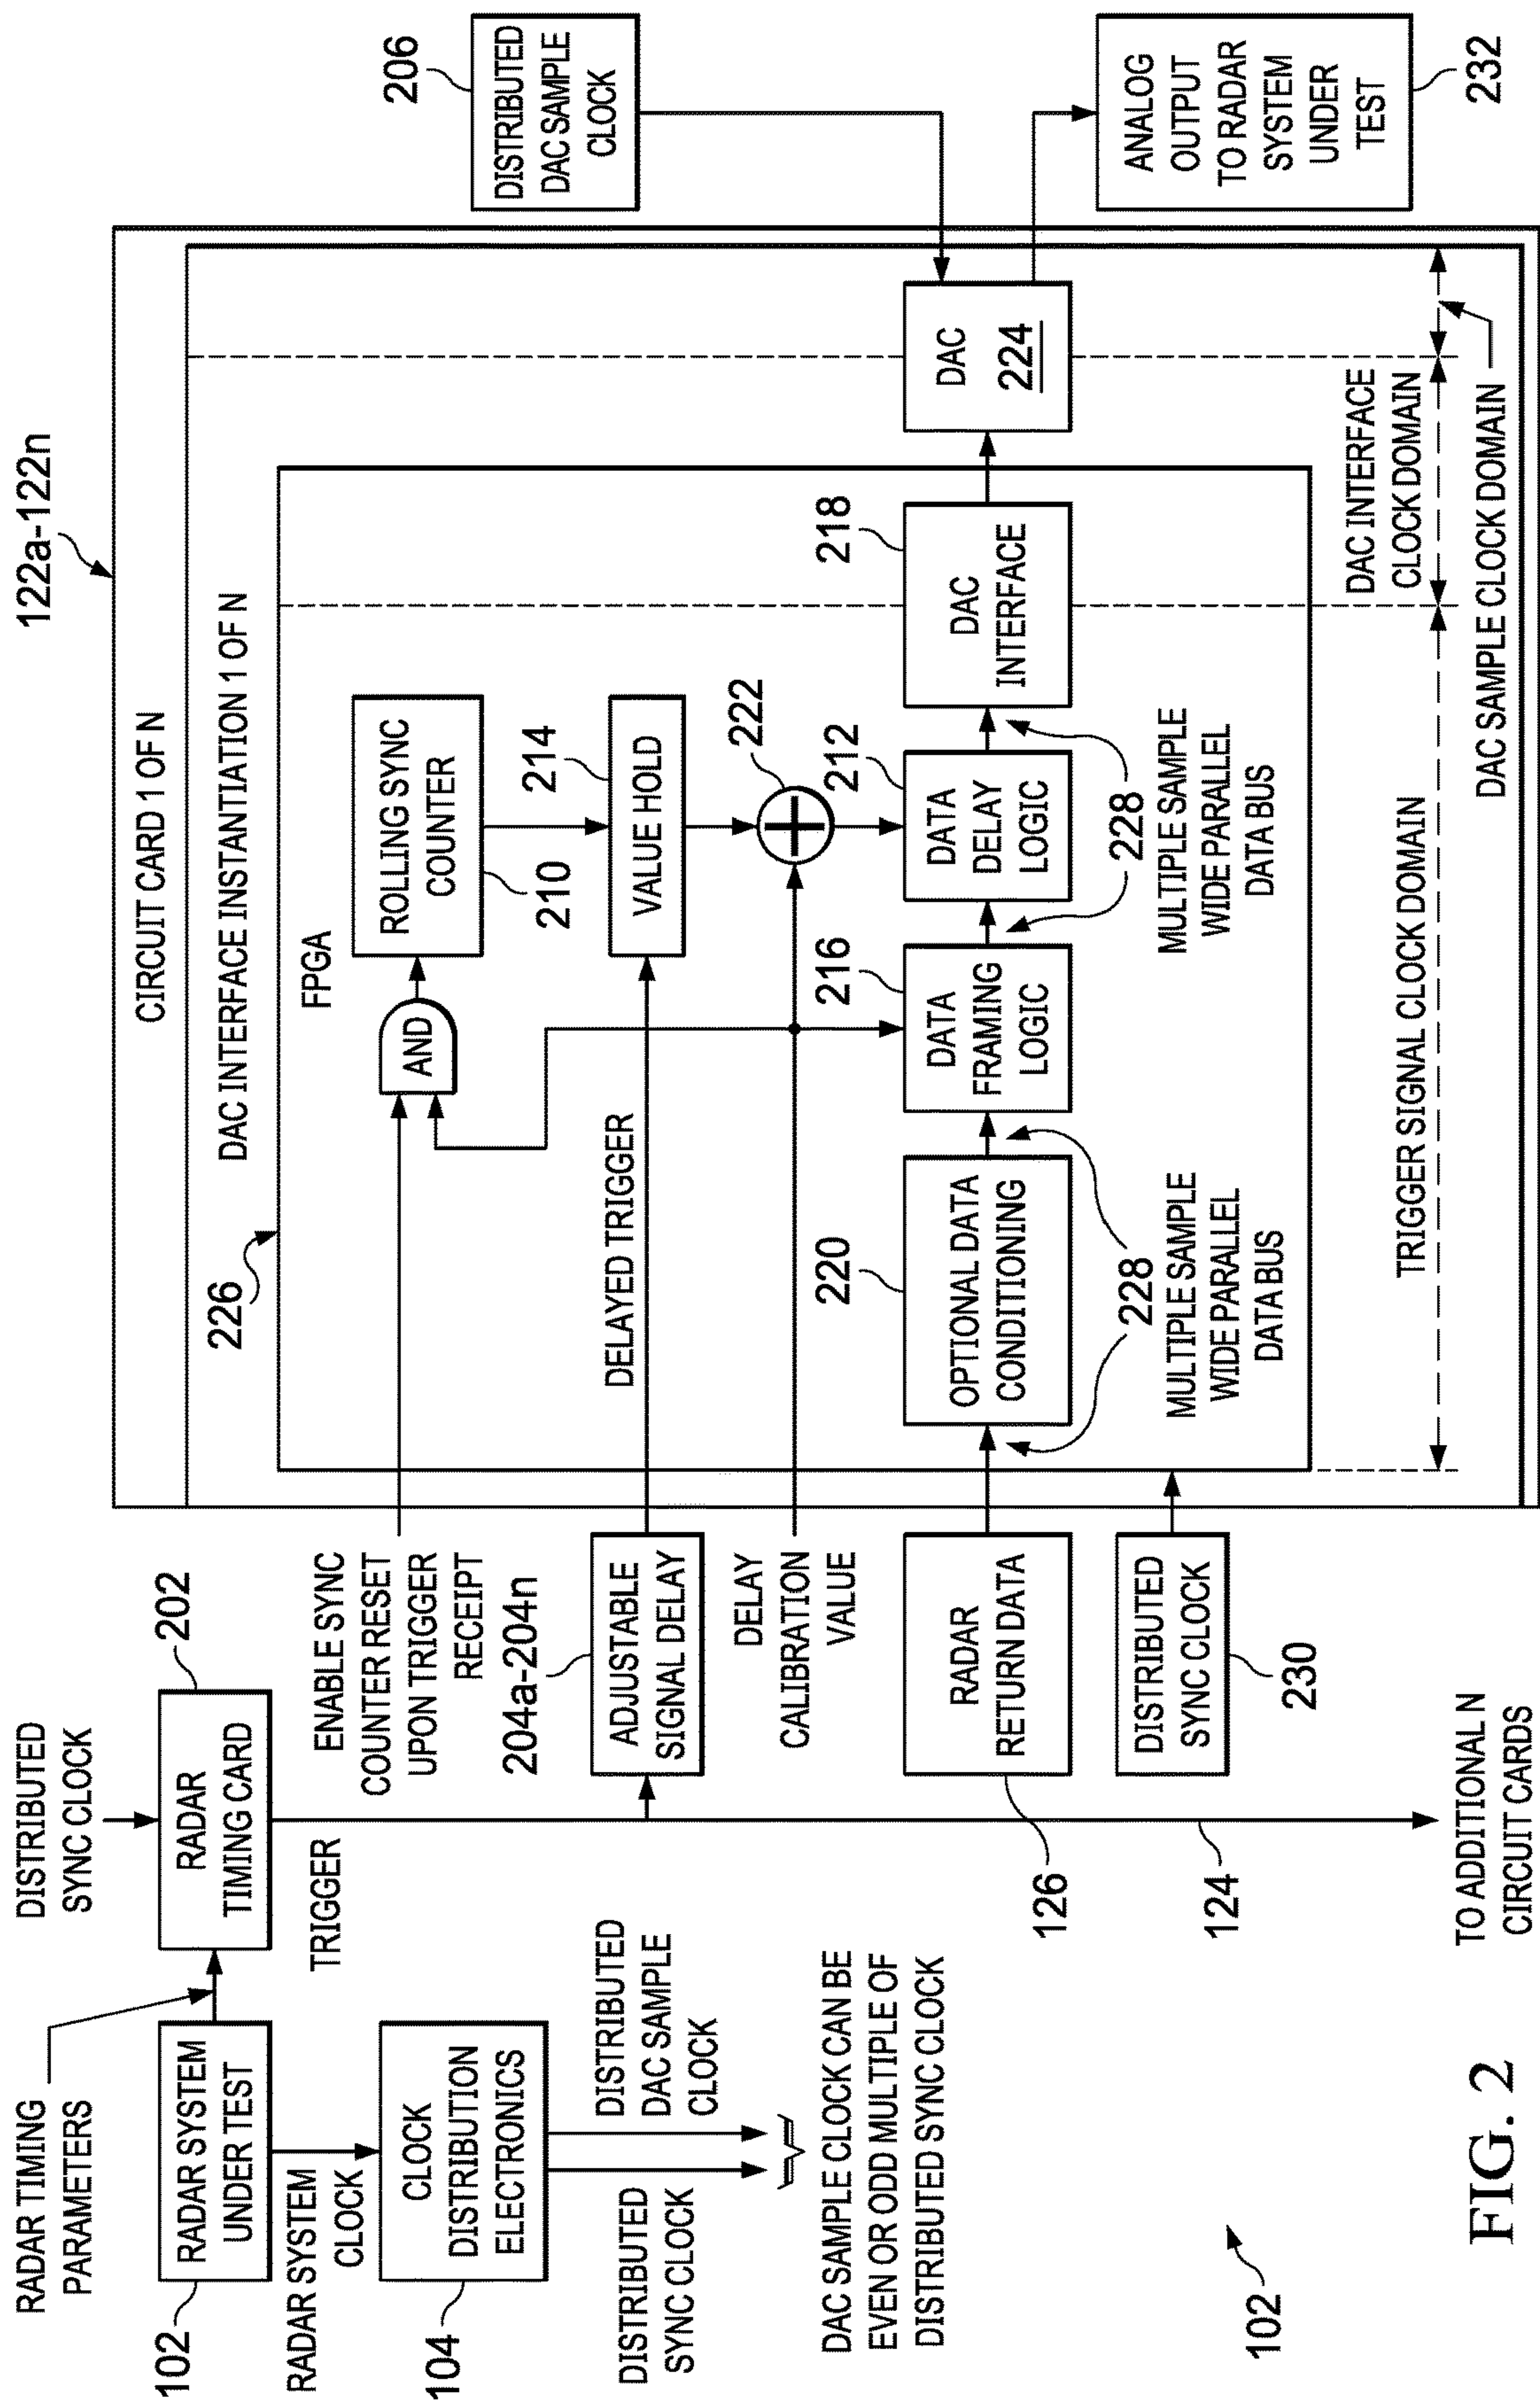 122a-122n
CIRCUIT CARD 1 OF N
DAC INTERFACE INSTANTIATION 1 OF N
226
FPGA
DISTRIBUTED
SYNC CLOCK
RADAR TIMING
PARAMETERS
102
RADAR SYSTEM
UNDER TEST
202
RADAR
TIMING CARD
TRIGGER
RADAR SYSTEM
CLOCK
104
CLOCK
DISTRIBUTION
ELECTRONICS
DISTRIBUTED
SYNC CLOCK
DISTRIBUTED
DAC SAMPLE
CLOCK
DAC SAMPLE CLOCK CAN BE
EVEN OR ODD MULTIPLE OF
DISTRIBUTED SYNC CLOCK
ENABLE SYNC
COUNTER RESET
UPON TRIGGER
RECEIPT
204a-204n
ADJUSTABLE
SIGNAL DELAY
DELAY
CALIBRATION
VALUE
RADAR
RETURN DATA
126
DISTRIBUTED
SYNC CLOCK
230
124
TO ADDITIONAL N
CIRCUIT CARDS
AND
ROLLING SYNC
COUNTER
210
DELAYED TRIGGER
214
VALUE HOLD
222
220
OPTIONAL DATA
CONDITIONING
216
DATA
FRAMING
LOGIC
212
DATA
DELAY
LOGIC
218
DAC
INTERFACE
228
MULTIPLE SAMPLE
WIDE PARALLEL
DATA BUS
228
MULTIPLE SAMPLE
WIDE PARALLEL
DATA BUS
DAC
224
206
DISTRIBUTED
DAC SAMPLE
CLOCK
ANALOG
OUTPUT
TO RADAR
SYSTEM
UNDER
TEST
232
TRIGGER SIGNAL CLOCK DOMAIN
DAC INTERFACE
CLOCK DOMAIN
DAC SAMPLE CLOCK DOMAIN
102
FIG. 2